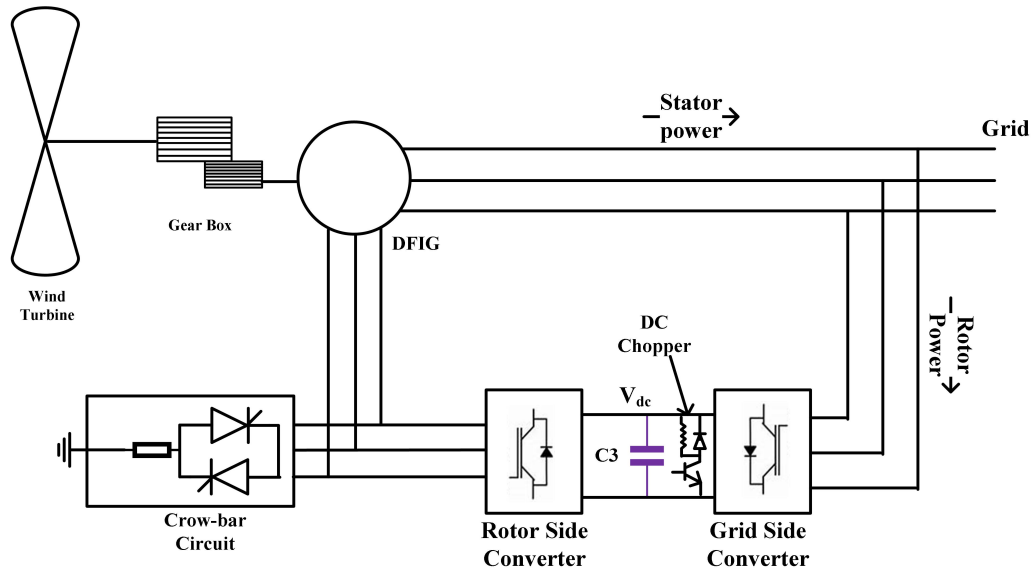 Stator
power
Grid
Gear Box
DFIG
Wind
Turbine
Rotor
Power
DC
Chopper
Vdc
C3
Crow-bar
Circuit
Rotor Side
Converter
Grid Side
Converter